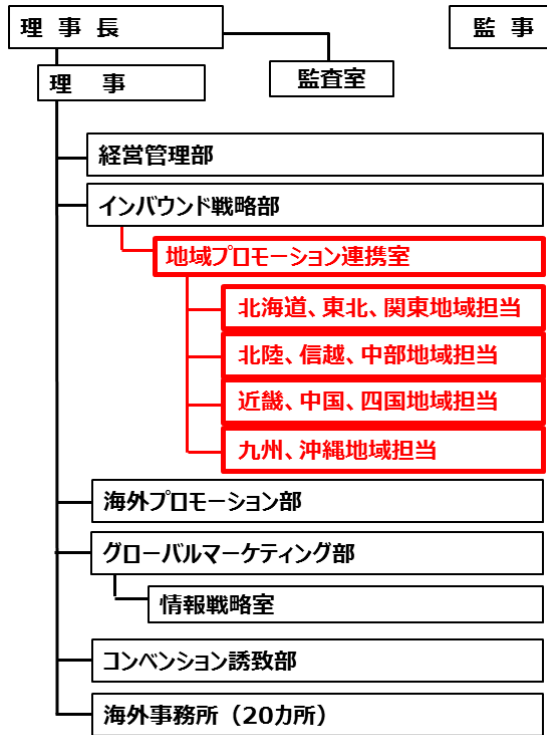 理 事 長
監 事
監査室
理 事
経営管理部
インバウンド戦略部
地域プロモーション連携室
北海道、東北、関東地域担当
北陸、信越、中部地域担当
近畿、中国、四国地域担当
九州、沖縄地域担当
海外プロモーション部
グローバルマーケティング部
情報戦略室
コンベンション誘致部
海外事務所（20カ所）